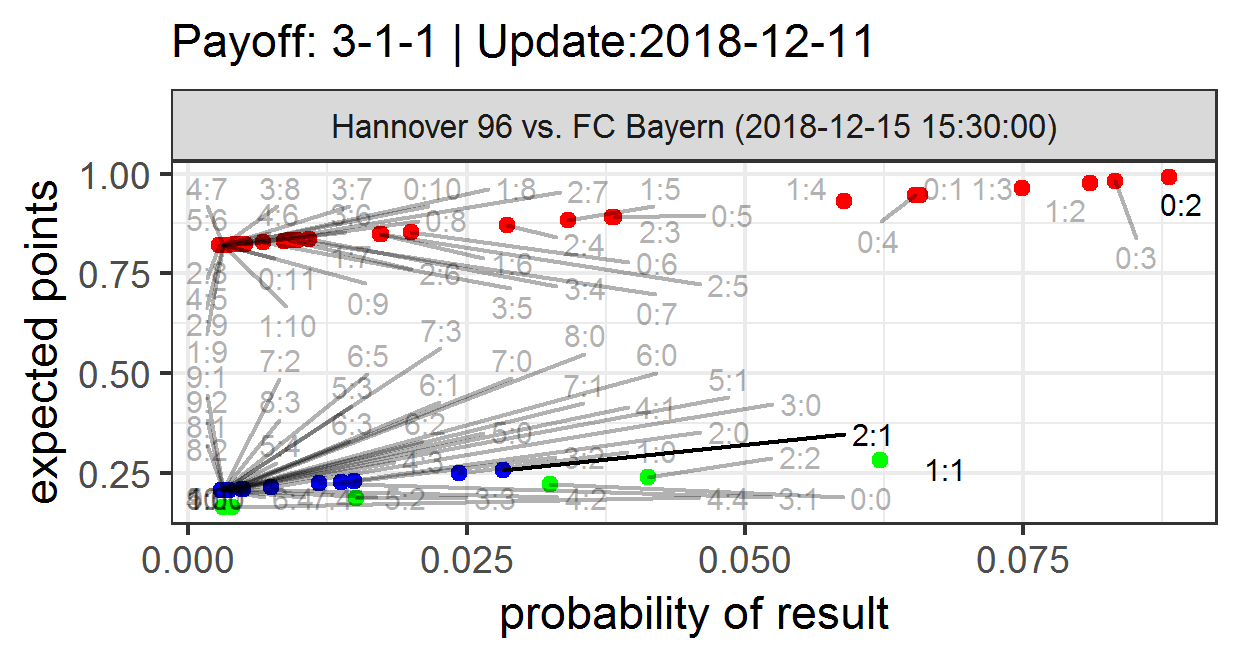 Payoff: 3-1-1 | Update:2018-12-11
Hannover 96 vs. FC Bayern (2018-12-15 15:30:00)
expected points
1.00
0.75
0.50
0.25
4:7 3:8 3:7 0:10 1:8 2:7 1:5 1:4 0:1 1:3
5:6 4:6 3:6 0:8 0:5 1:2 0:2
2:3 2:4 0:4
1:7 1:6 0:6 0:3
2:8 0:11 2:6 3:4 2:5
4:5 0:9 3:5 0:7
2:9 1:10 7:3 8:0
1:9 7:2 6:5 7:0 6:0
9:1 5:3 6:1 7:1 5:1
9:2 8:3 4:1 3:0
8:1 6:3 6:2 5:0 2:0 2:1
8:2 5:4 4:3 3:2 1:0 2:2 1:1
6:4 7:4 5:2 3:3 4:2 4:4 3:1 0:0
0.000 0.025 0.050 0.075
probability of result